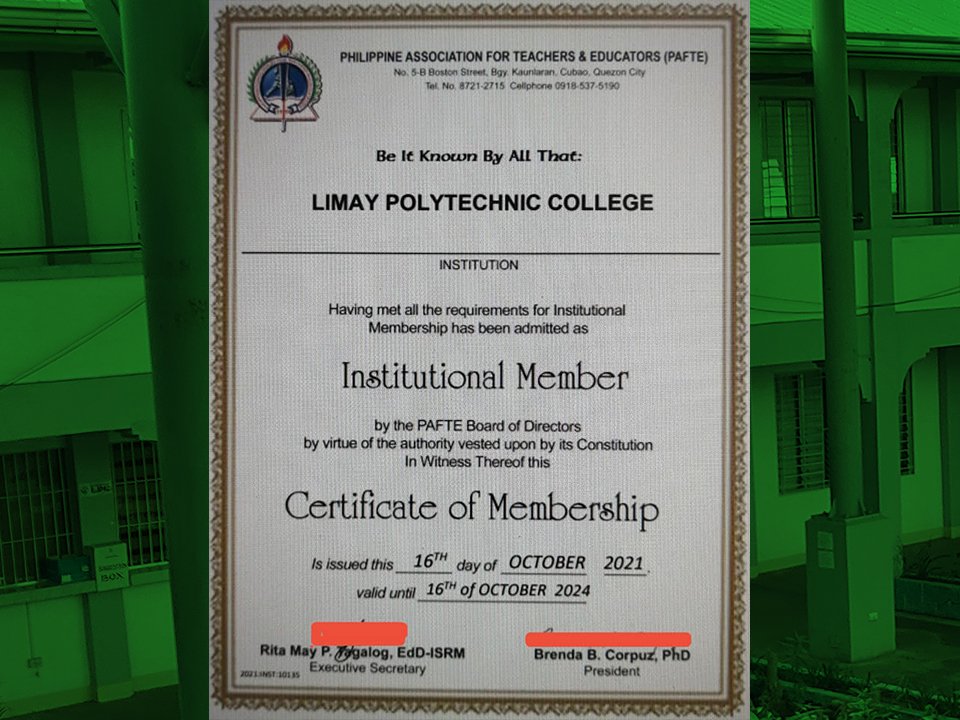 PHILIPPINE ASSOCIATION FOR TEACHERS & EDUCATORS (PAFTE)
No. 5-B Boston Street, Bgy. Kaunlaran, Cubao, Quezon City
Tel. No. 8721-2715 Cellphone 0918-537-5190
Be It Known By All That:
LIMAY POLYTECHNIC COLLEGE
INSTITUTION
Having met all the requirements for Institutional
Membership has been admitted as
Institutional Member
by the PAFTE Board of Directors
by virtue of the authority vested upon by its Constitution
In Witness Thereof this
Certificate of Membership
Is issued this 16TH day of OCTOBER 2021.
valid until 16TH of OCTOBER 2024
Rita May P. Tagalog, EdD-ISRM
Executive Secretary
Brenda B. Corpuz, PhD
President
2021:INST:10135
BOX